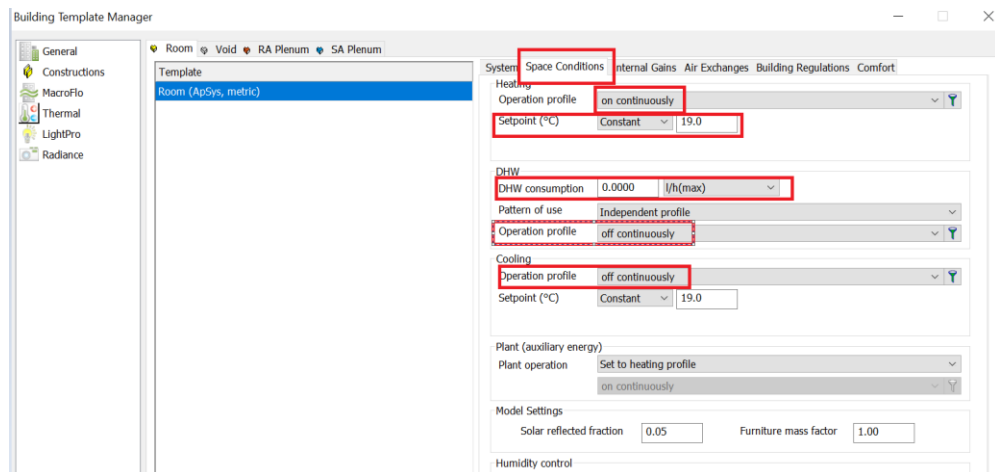 Building Template Manager
General
Constructions
MacroFlo
Thermal
LightPro
Radiance
Room Void RA Plenum SA Plenum
Template
Room (ApSys, metric)
System Space Conditions Internal Gains Air Exchanges Building Regulations Comfort
Heating
Operation profile on continuously
Setpoint (°C) Constant 19.0
DHW
DHW consumption 0.0000 l/h(max)
Pattern of use Independent profile
Operation profile off continuously
Cooling
Operation profile off continuously
Setpoint (°C) Constant 19.0
Plant (auxiliary energy)
Plant operation Set to heating profile
on continuously
Model Settings
Solar reflected fraction 0.05 Furniture mass factor 1.00
Humidity control